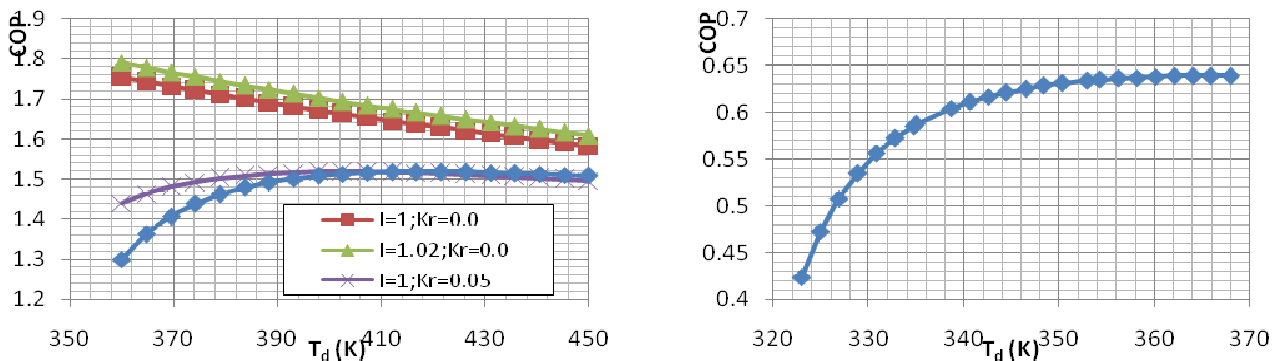 COP
1.9
1.8
1.7
1.6
1.5
1.4
1.3
1.2
I=1;Kr=0.0
I=1.02;Kr=0.0
I=1;Kr=0.05
350 370 390 410 430 450
T_d (K)
COP
0.7
0.65
0.6
0.55
0.5
0.45
0.4
320 330 340 350 360 370
T_d (K)